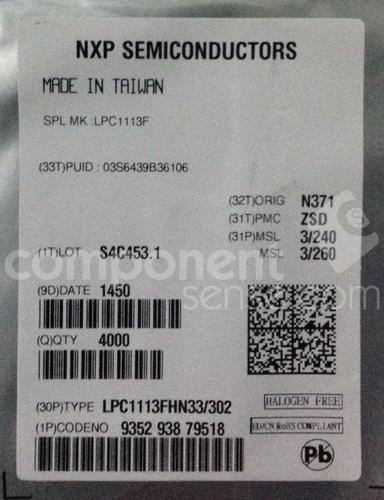 NXP SEMICONDUCTORS
MADE IN TAIWAN
SPL MK :LPC1113F
(33T)PUID : 03S6439B36106
(32T)ORIG N371
(31T)PMC ZSD
(31P)MSL 3/240
(1T)LOT S4C453.1 MSL 3/260
component
sense.com
(9D)DATE 1450
(Q)QTY 4000
(30P)TYPE LPC1113FHN33/302
HALOGEN FREE
(1P)CODENO 9352 938 79518
EU/CN RoHS COMPLIANT
Pb